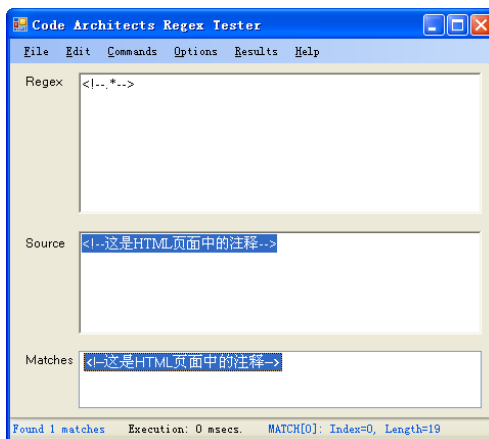 Code Architects Regex Tester
File Edit Commands Options Results Help
Regex
<!--.*-->
Source
<!--这是HTML页面中的注释-->
Matches
<!--这是HTML页面中的注释-->
Found 1 matches Execution: 0 msecs. MATCH[0]: Index=0, Length=19